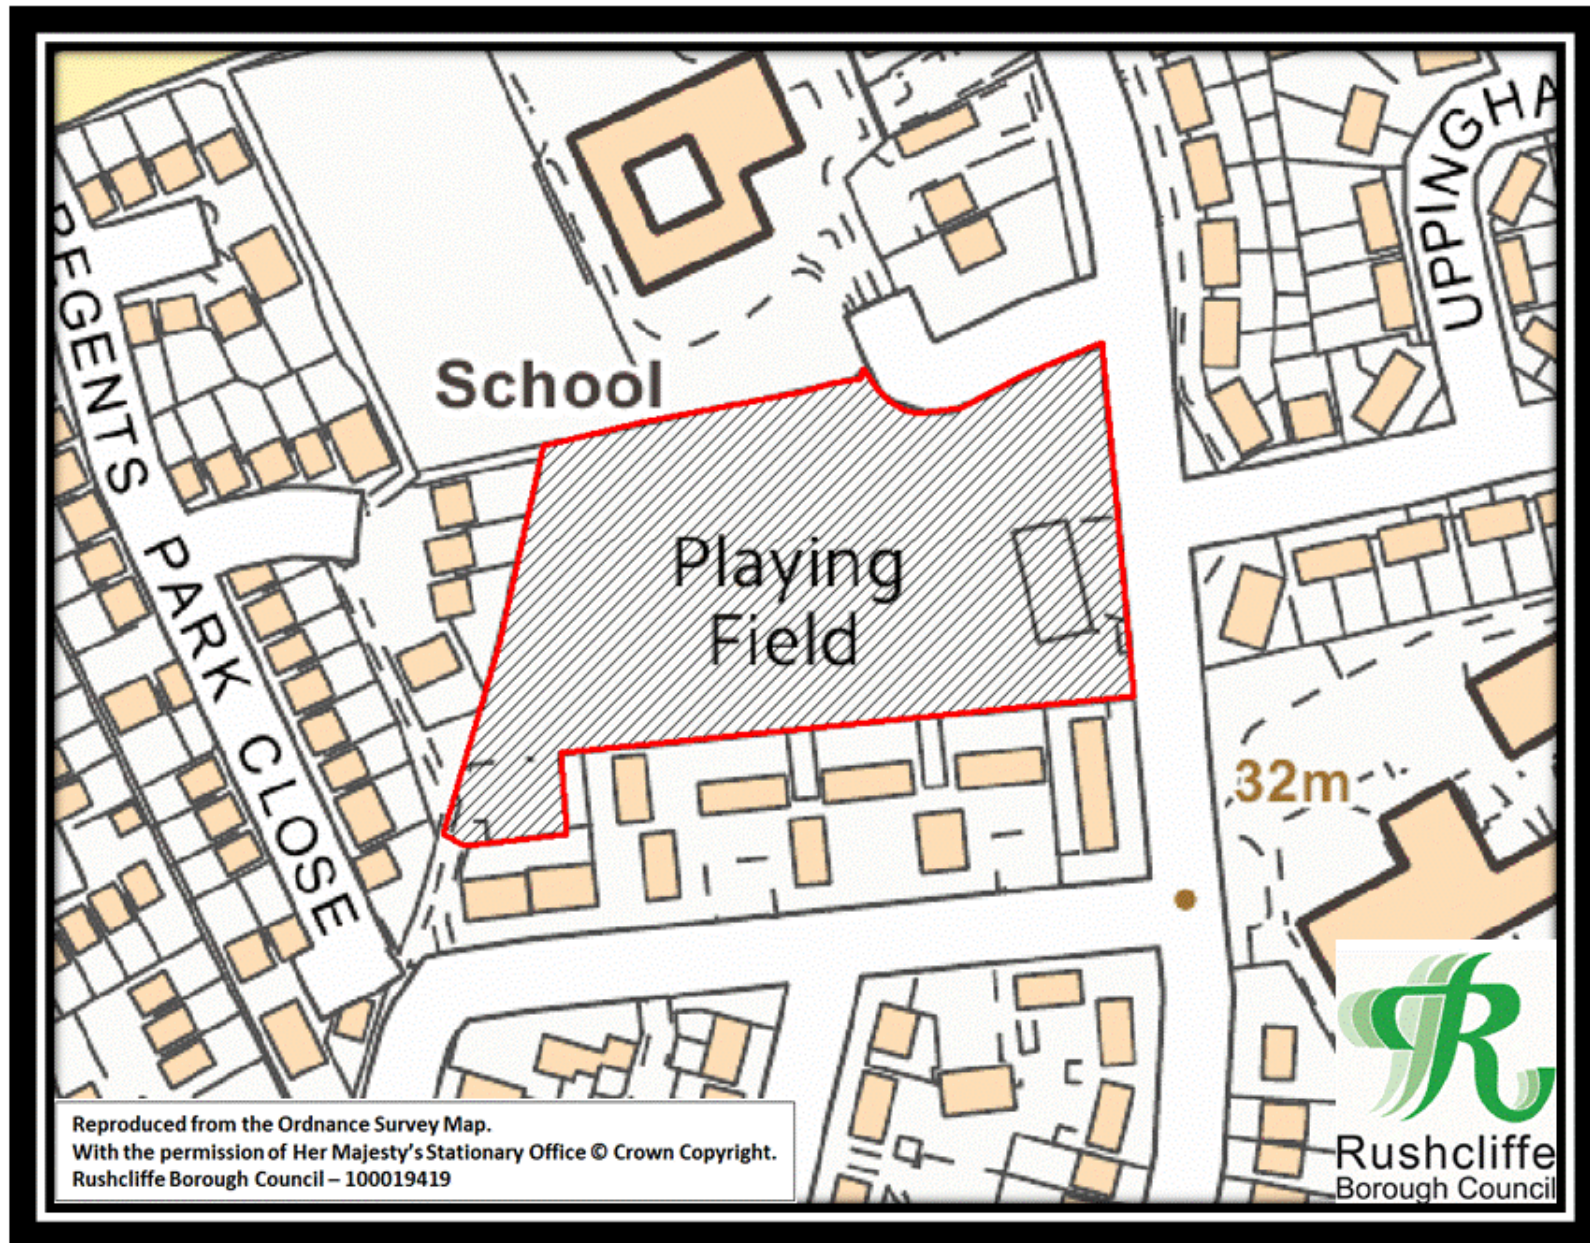 UPPINGHA
REGENTS PARK CLOSE
School
Playing
Field
32m
Reproduced from the Ordnance Survey Map.
With the permission of Her Majesty's Stationary Office © Crown Copyright.
Rushcliffe Borough Council – 100019419
Rushcliffe
Borough Council